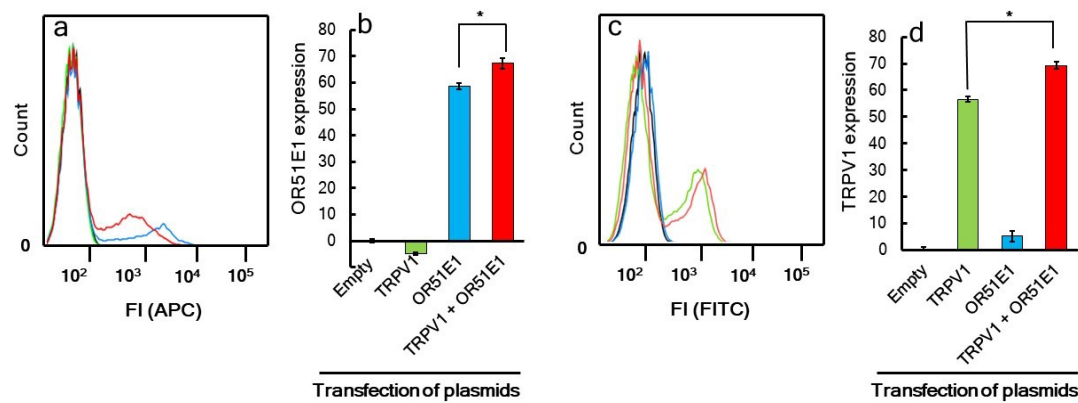 a
Count
0
10²
10³
10⁴
10⁵
FI (APC)
b
*
OR51E1 expression
80
70
60
50
40
30
20
10
0
Empty
TRPV1
OR51E1
TRPV1 + OR51E1
Transfection of plasmids
c
Count
0
10²
10³
10⁴
10⁵
FI (FITC)
d
*
TRPV1 expression
80
70
60
50
40
30
20
10
0
Empty
TRPV1
OR51E1
TRPV1 + OR51E1
Transfection of plasmids